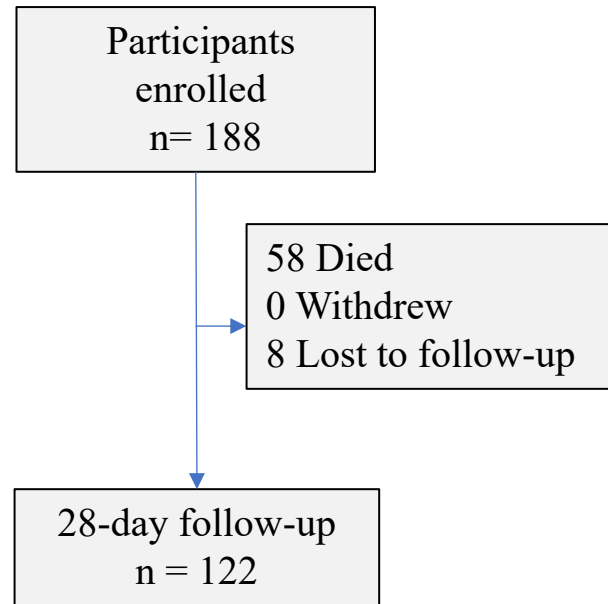 Participants
enrolled
n= 188
58 Died
0 Withdrew
8 Lost to follow-up
28-day follow-up
n = 122